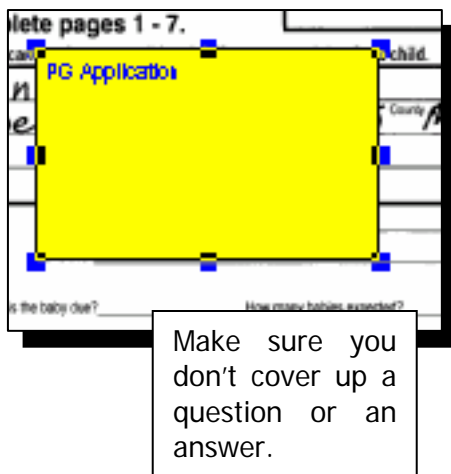 plete pages 1 - 7.
child.
PG Application
County
s the baby due?
How many babies expected?
Make sure you
don't cover up a
question or an
answer.